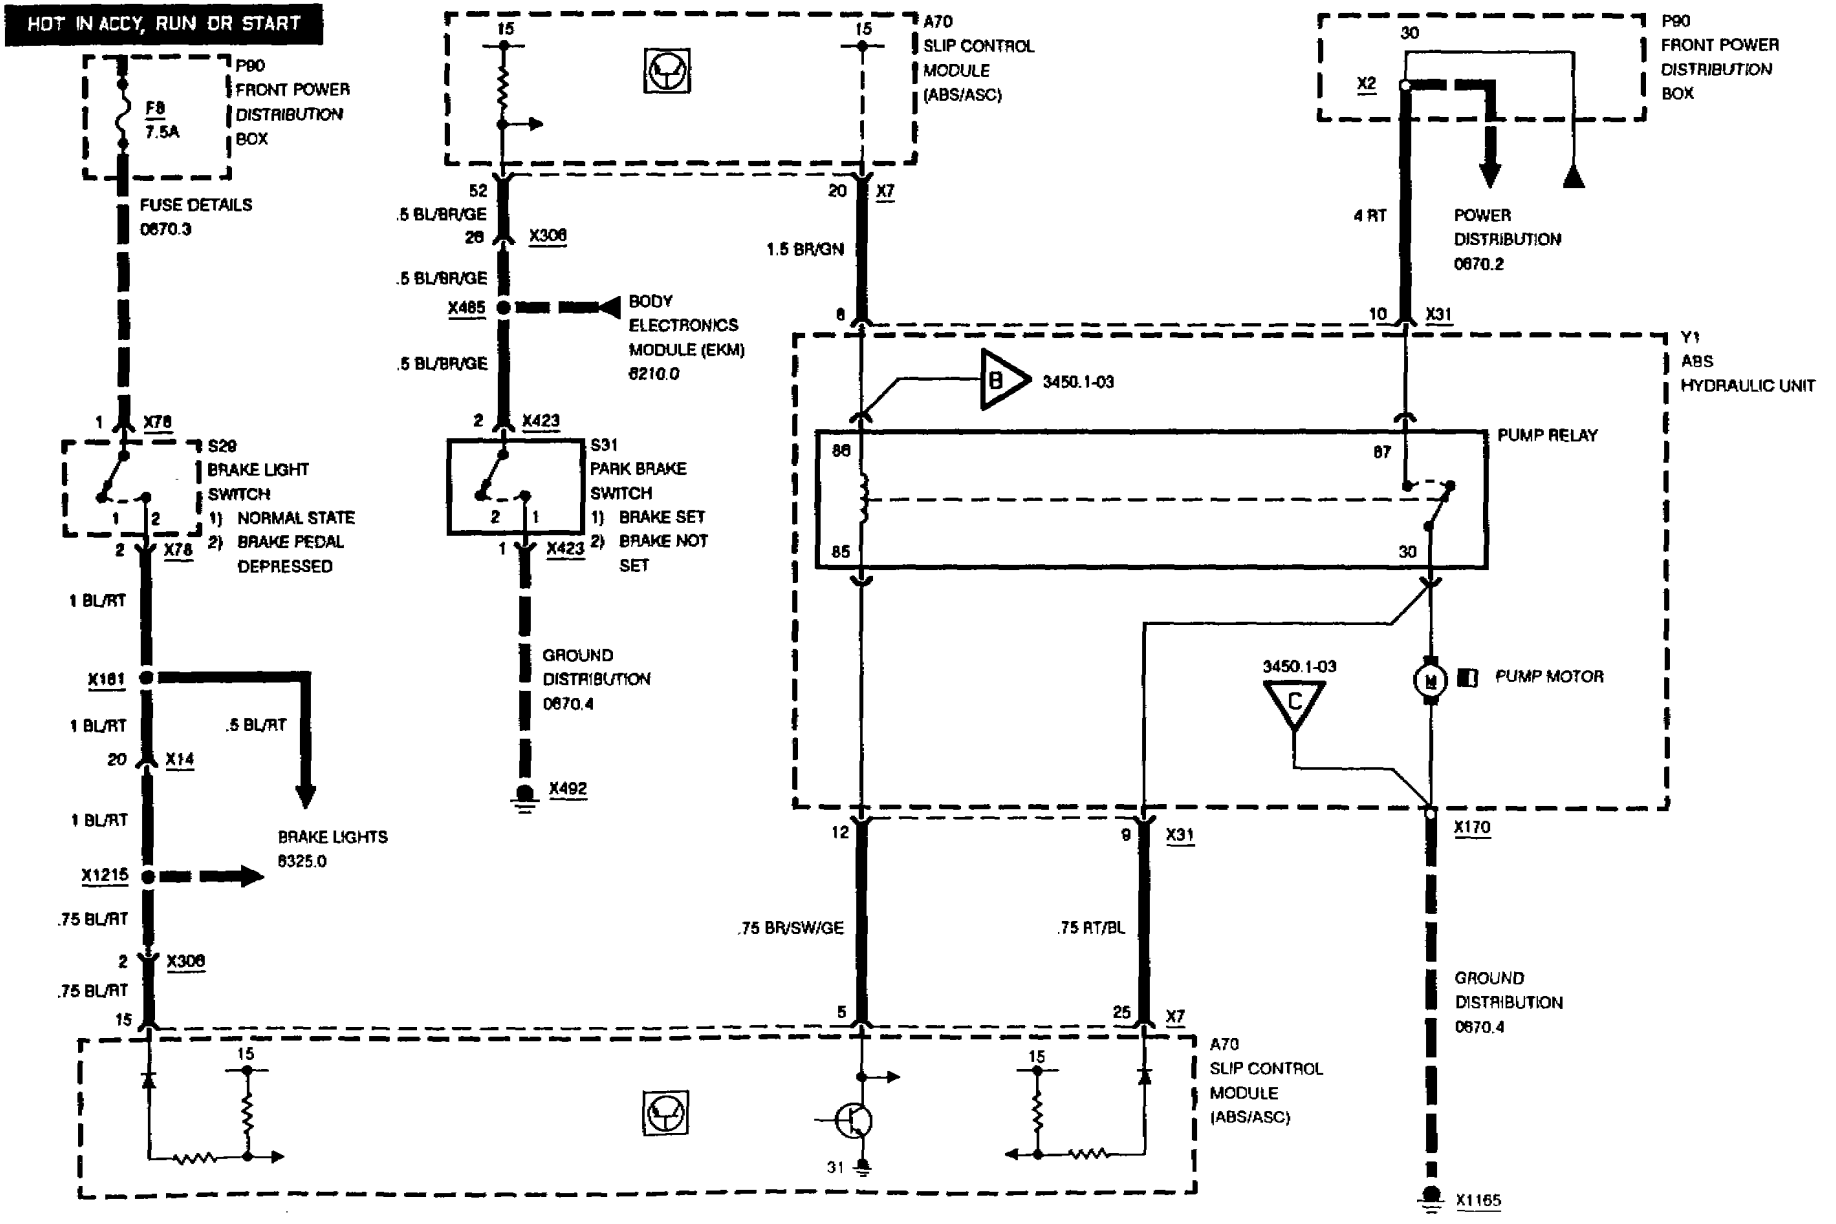 HOT IN ACCY, RUN OR START
P90
FRONT POWER
DISTRIBUTION
BOX
F8
7.5A
FUSE DETAILS
0670.3
1
X78
S29
BRAKE LIGHT
SWITCH
1) NORMAL STATE
2) BRAKE PEDAL
DEPRESSED
1
2
2
X78
1 BL/RT
X181
1 BL/RT
.5 BL/RT
20
X14
1 BL/RT
BRAKE LIGHTS
6325.0
X1215
.75 BL/RT
2
X306
.75 BL/RT
15
15
15
A70
SLIP CONTROL
MODULE
(ABS/ASC)
52
20
X7
.5 BL/BR/GE
26
X306
.5 BL/BR/GE
X465
BODY
ELECTRONICS
MODULE (EKM)
6210.0
.5 BL/BR/GE
2
X423
S31
PARK BRAKE
SWITCH
1) BRAKE SET
2) BRAKE NOT
SET
2
1
1
X423
GROUND
DISTRIBUTION
0670.4
X492
1.5 BR/GN
6
30
P90
FRONT POWER
DISTRIBUTION
BOX
X2
4 RT
POWER
DISTRIBUTION
0670.2
10
X31
Y1
ABS
HYDRAULIC UNIT
B
3450.1-03
PUMP RELAY
86
87
85
30
3450.1-03
C
M
PUMP MOTOR
12
9
X31
X170
.75 BR/SW/GE
.75 RT/BL
GROUND
DISTRIBUTION
0670.4
5
25
X7
15
15
31
A70
SLIP CONTROL
MODULE
(ABS/ASC)
X1165